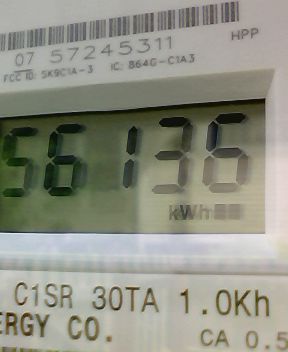 07 57245311
HPP
FCC ID: SK9C1A-3 IC: 864G-C1A3
56136
kWh
C1SR 30TA 1.0Kh
ERGY CO.
CA 0.5